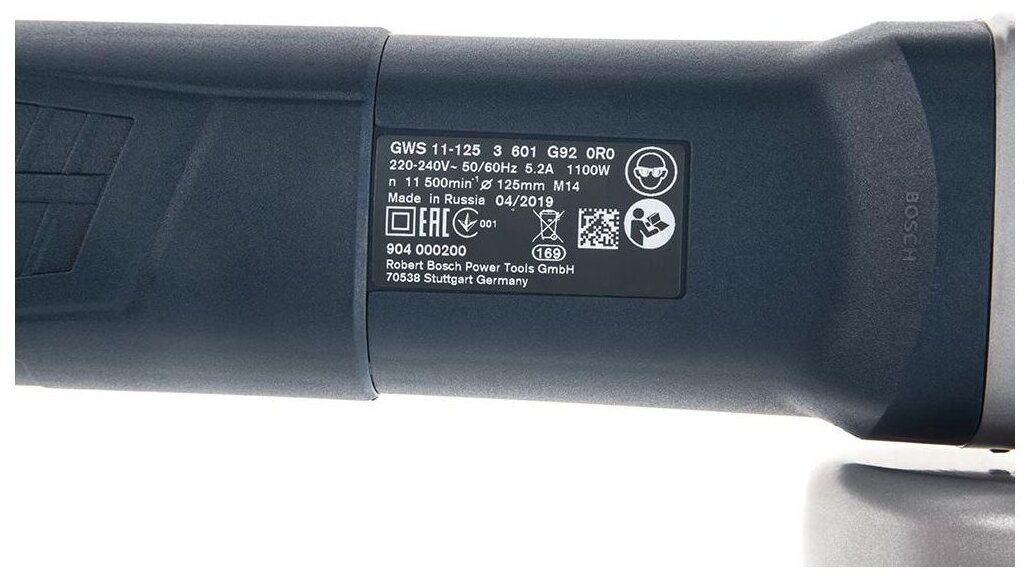 GWS 11-125 3 601 G92 0R0
220-240V~ 50/60Hz 5.2A 1100W
n 11 500min⁻¹ ⌀ 125mm M14
Made in Russia 04/2019
EAC 001
169
904 000200
Robert Bosch Power Tools GmbH
70538 Stuttgart Germany
BOSCH